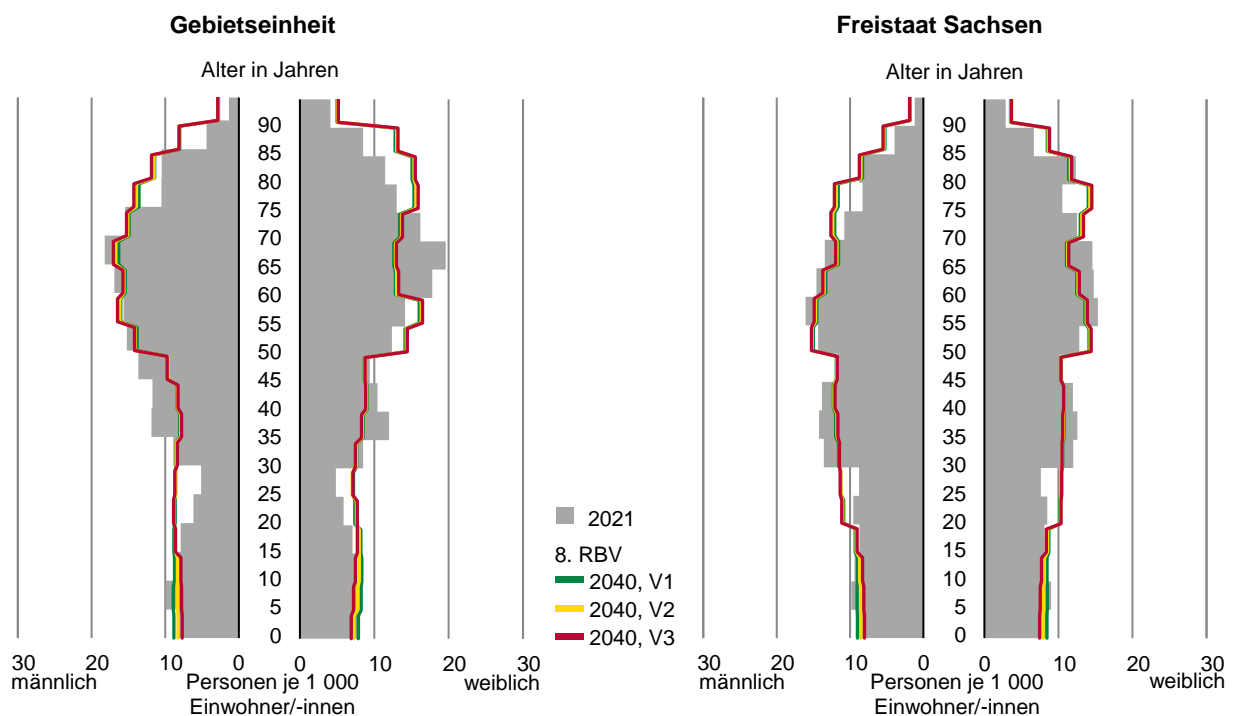 Gebietseinheit
Alter in Jahren
90
85
80
75
70
65
60
55
50
45
40
35
30
25
20
15
10
5
0
30 20 10 0 0 10 20 30
männlich Personen je 1 000 weiblich
Einwohner/-innen
2021
8. RBV
2040, V1
2040, V2
2040, V3
Freistaat Sachsen
Alter in Jahren
90
85
80
75
70
65
60
55
50
45
40
35
30
25
20
15
10
5
0
30 20 10 0 0 10 20 30
männlich Personen je 1 000 weiblich
Einwohner/-innen